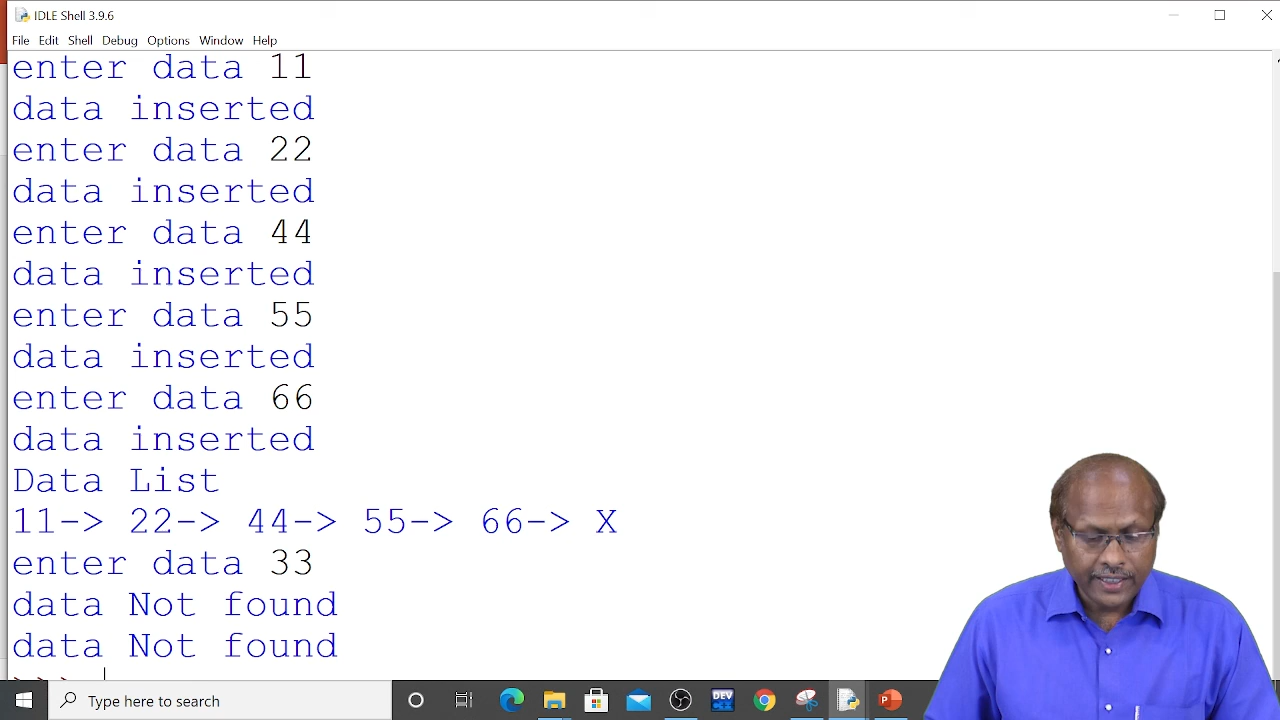 IDLE Shell 3.9.6
File Edit Shell Debug Options Window Help
enter data 11
data inserted
enter data 22
data inserted
enter data 44
data inserted
enter data 55
data inserted
enter data 66
data inserted
Data List
11-> 22-> 44-> 55-> 66-> X
enter data 33
data Not found
data Not found
>>>
Type here to search
DEV